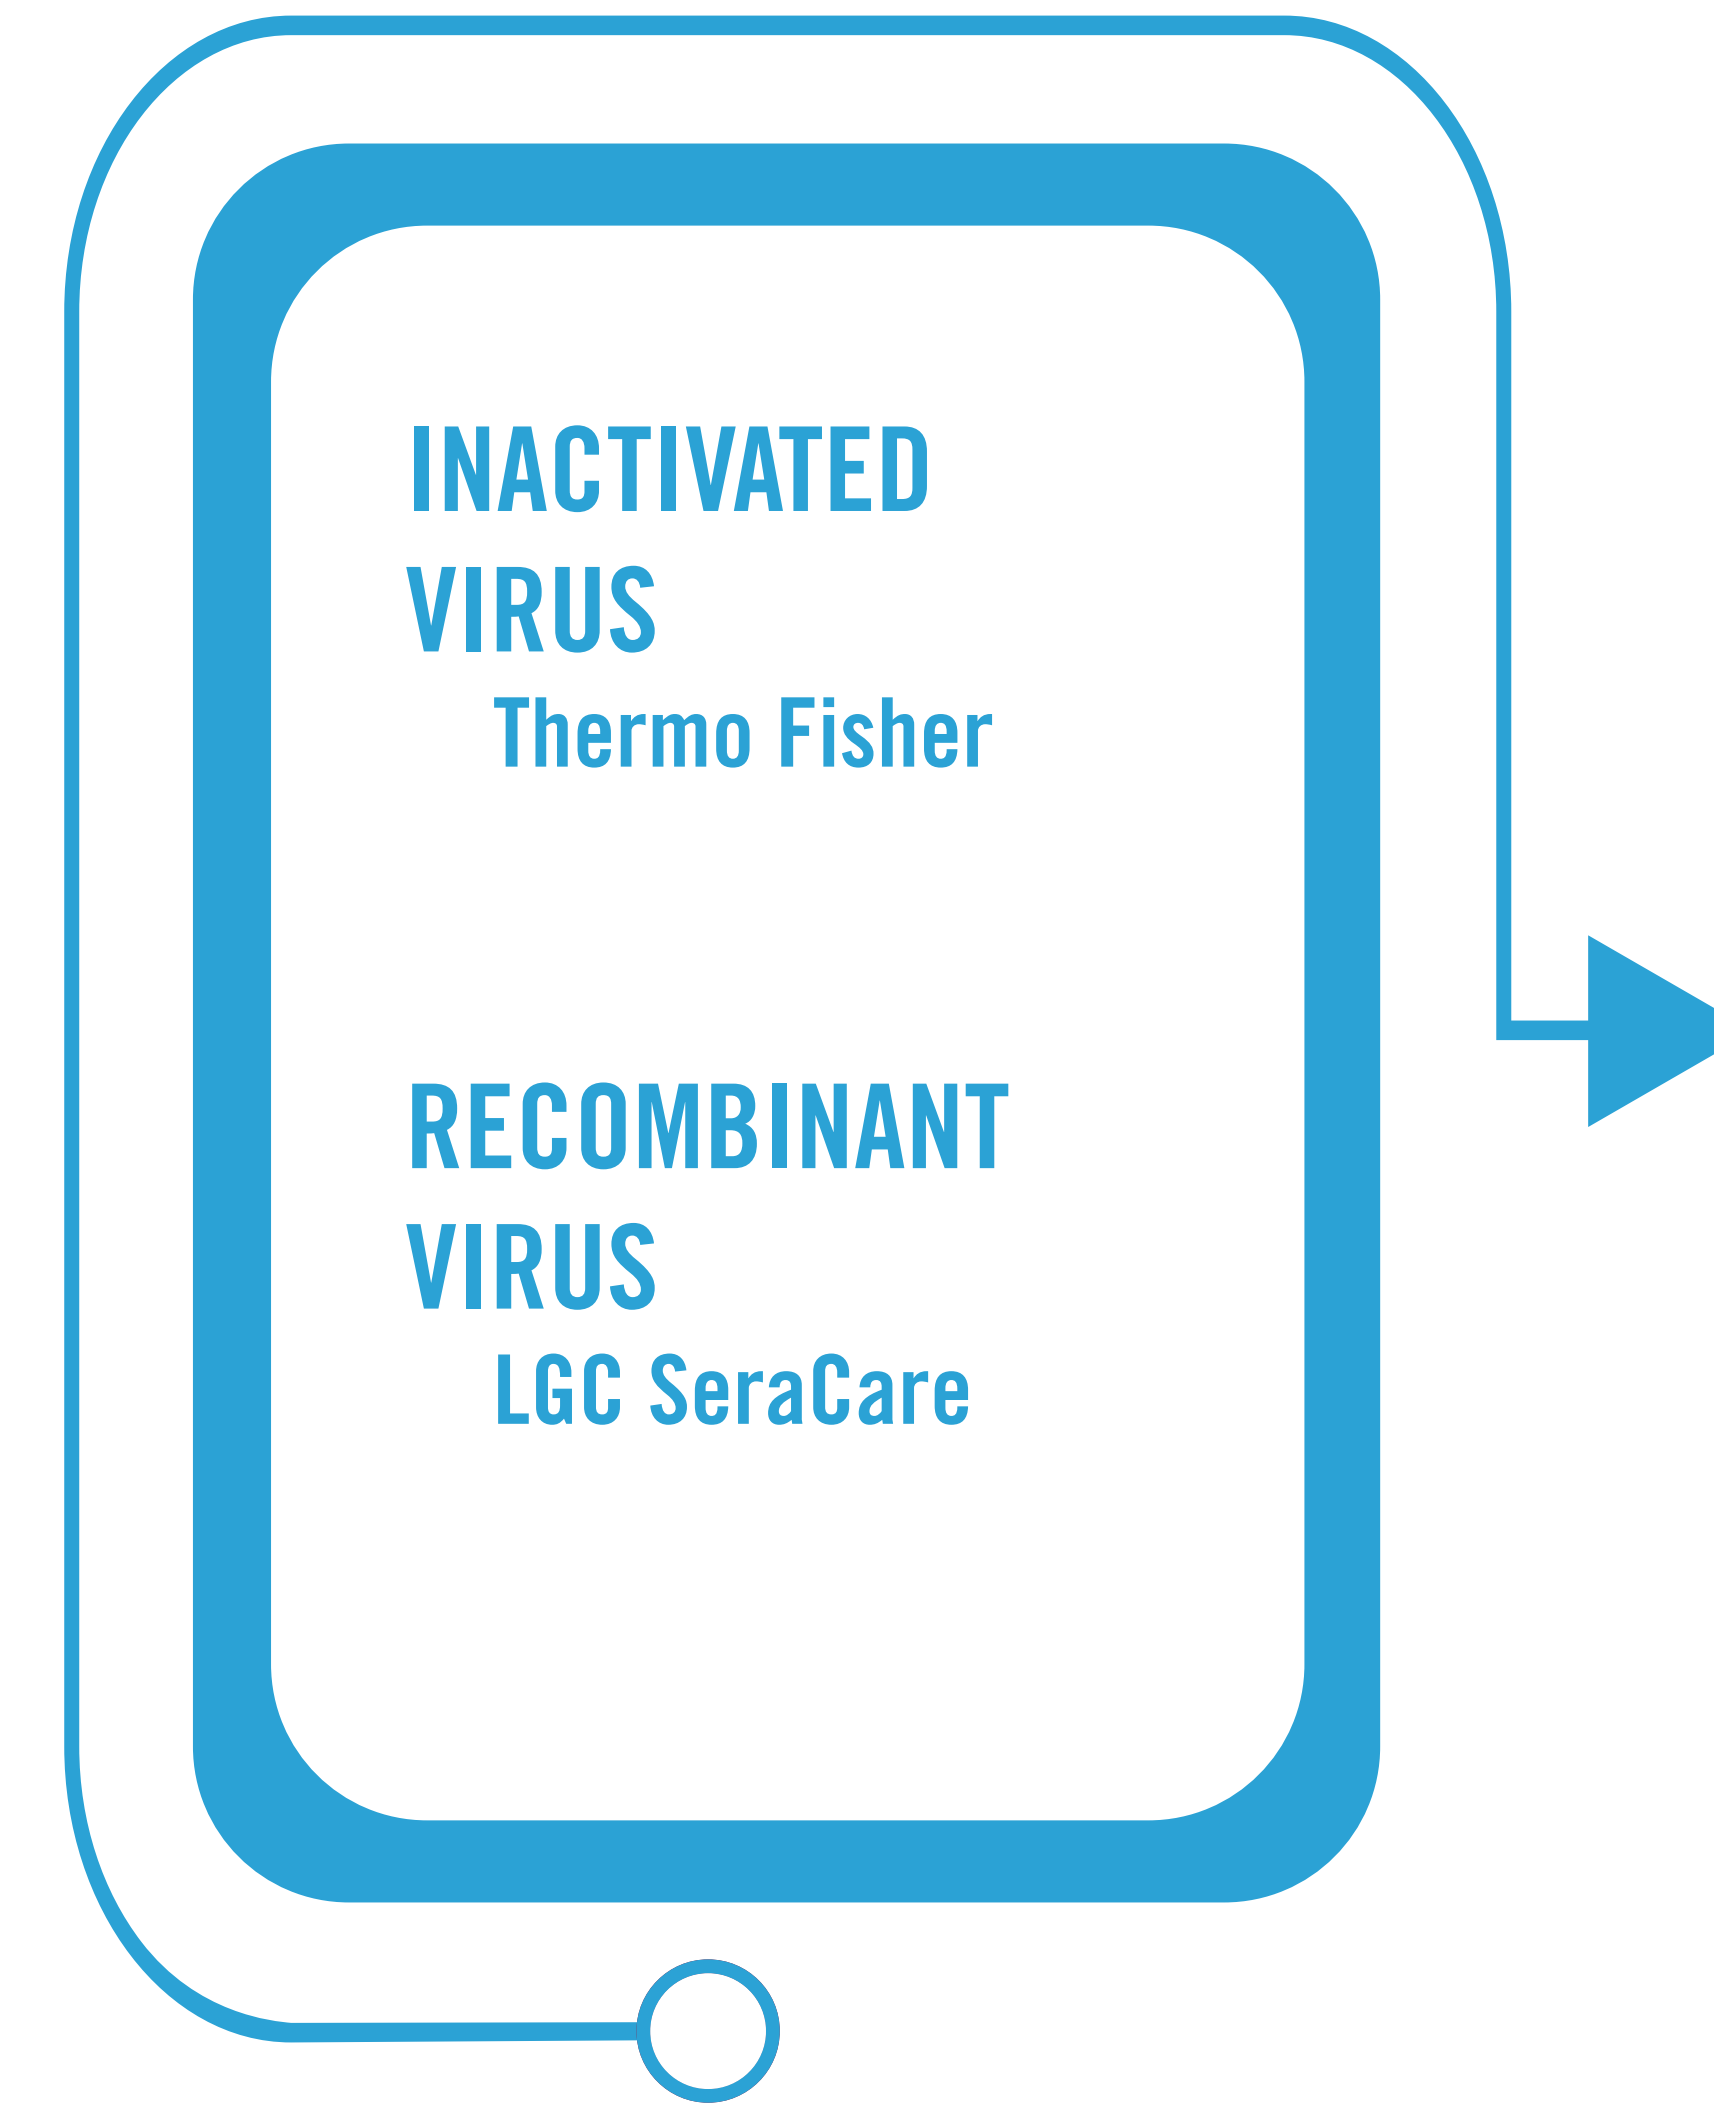 INACTIVATED
VIRUS
Thermo Fisher
RECOMBINANT
VIRUS
LGC SeraCare